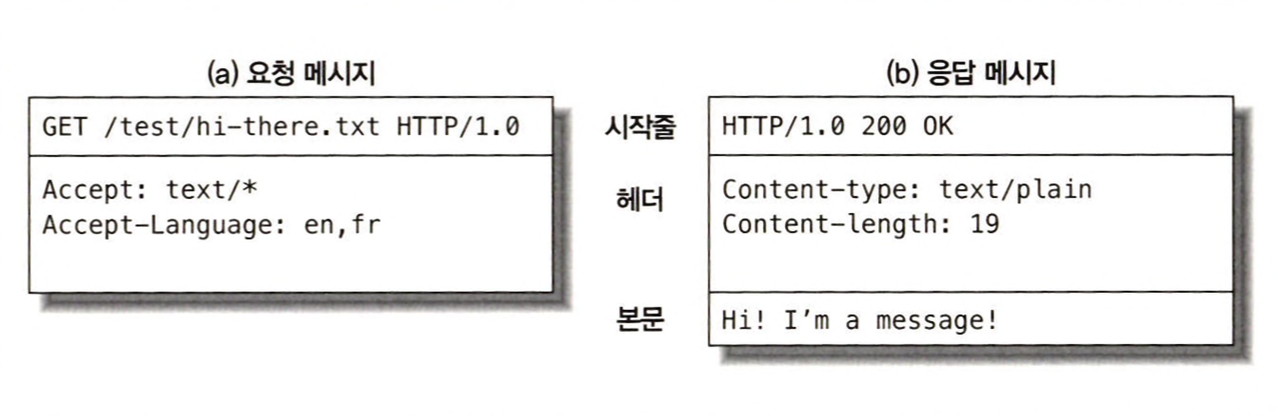 (a) 요청 메시지
GET /test/hi-there.txt HTTP/1.0
Accept: text/*
Accept-Language: en,fr
시작줄
헤더
본문
(b) 응답 메시지
HTTP/1.0 200 OK
Content-type: text/plain
Content-length: 19
Hi! I'm a message!